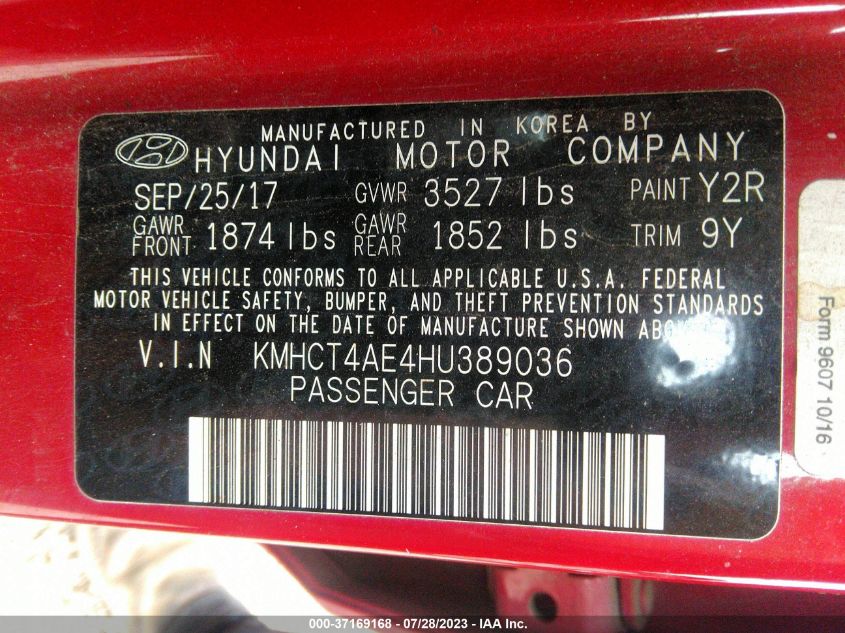 MANUFACTURED IN KOREA BY
HYUNDAI MOTOR COMPANY
SEP/25/17 GVWR 3527 lbs PAINT Y2R
GAWR FRONT 1874 lbs GAWR REAR 1852 lbs TRIM 9Y
THIS VEHICLE CONFORMS TO ALL APPLICABLE U.S.A. FEDERAL
MOTOR VEHICLE SAFETY, BUMPER, AND THEFT PREVENTION STANDARDS
IN EFFECT ON THE DATE OF MANUFACTURE SHOWN ABOVE.
V.I.N KMHCT4AE4HU389036
PASSENGER CAR
Form 9607 10/16
000-37169168 - 07/28/2023 - IAA Inc.